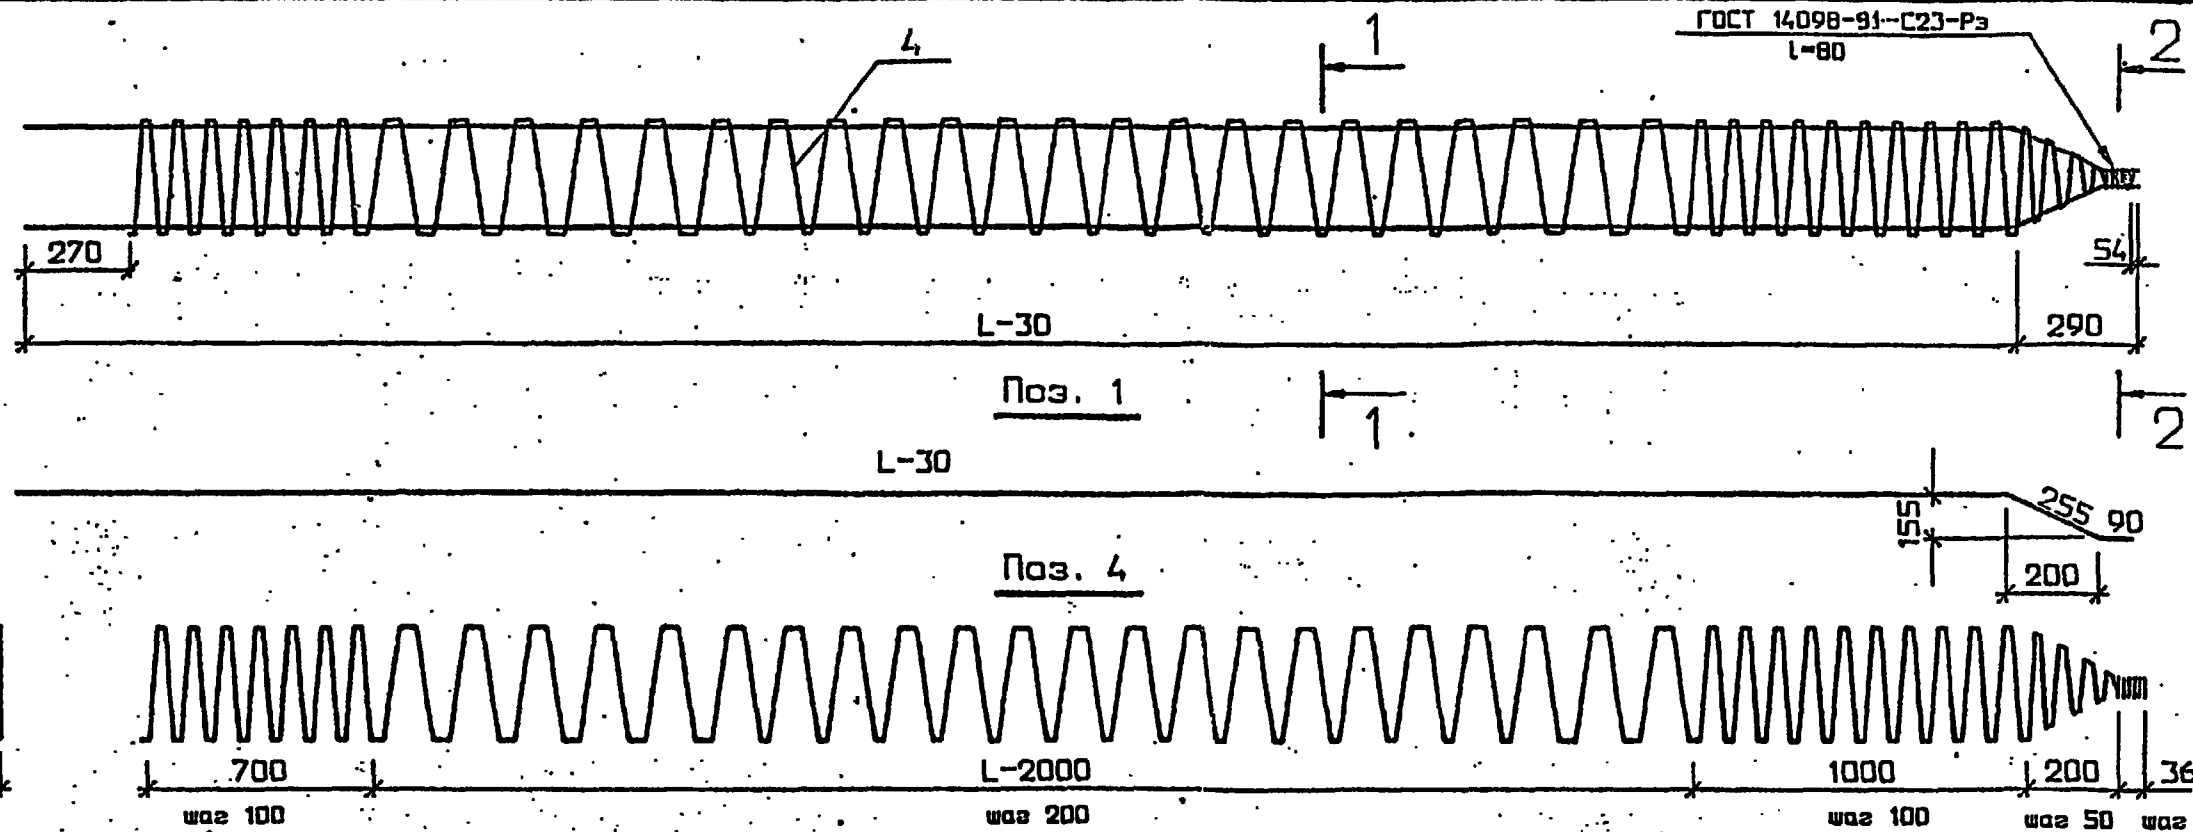 ГОСТ 14098-91-С23-Рэ
l=80
4
1
2
270
54
L-30
290
Поз. 1
1
2
L-30
155
255
90
200
Поз. 4
700
L-2000
1000
200
36
шаг 100
шаг 200
шаг 100
шаг 50
шаг